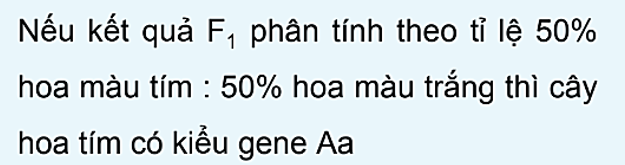 Nếu kết quả F₁ phân tính theo tỉ lệ 50%
hoa màu tím : 50% hoa màu trắng thì cây
hoa tím có kiểu gene Aa